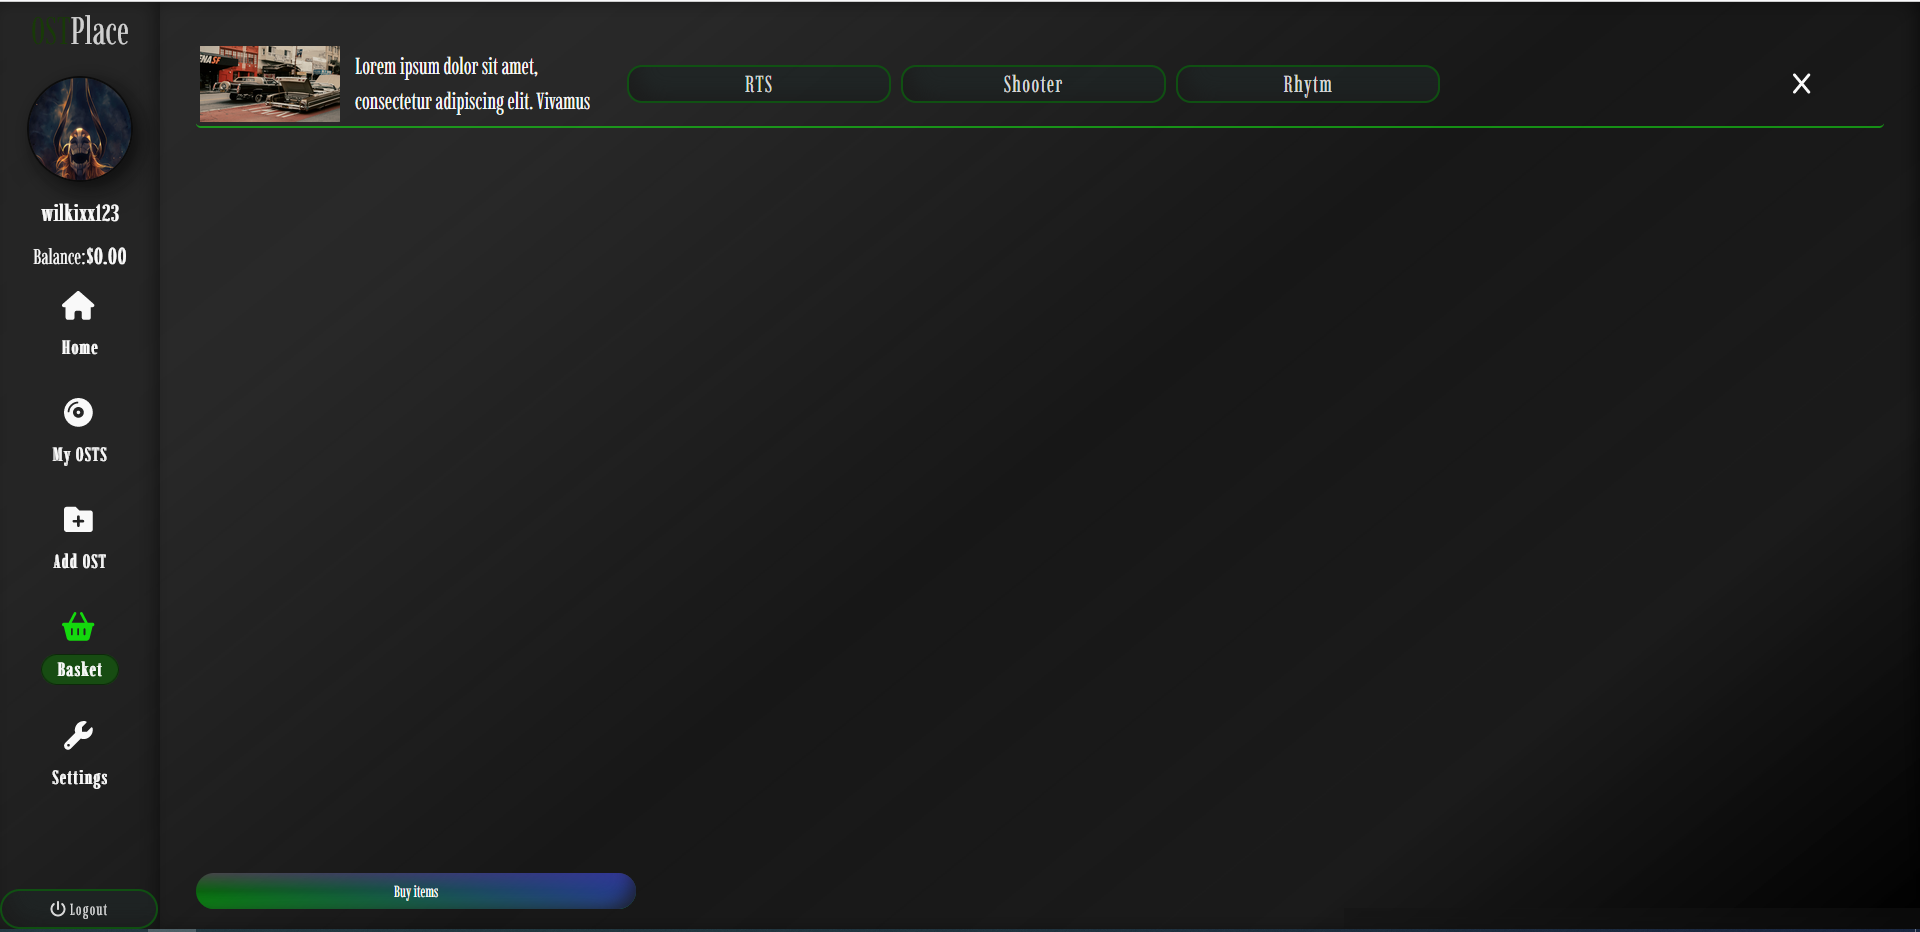 OSTPlace
wilkixx123
Balance:$0.00
Home
My OSTS
Add OST
Basket
Settings
Logout
ENASF
Lorem ipsum dolor sit amet,
consectetur adipiscing elit. Vivamus
RTS
Shooter
Rhytm
X
Buy items